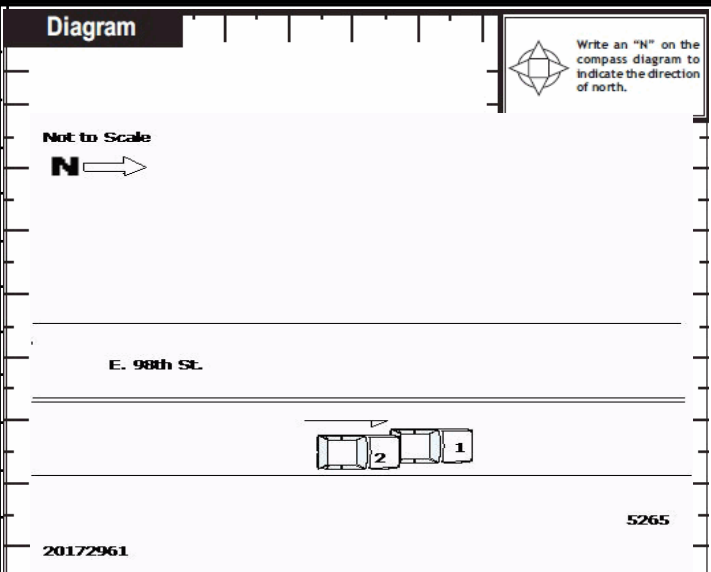 Diagram
Write an “N” on the
compass diagram to
indicate the direction
of north.
Not to Scale
N
E. 98th St.
1
2
5265
20172961